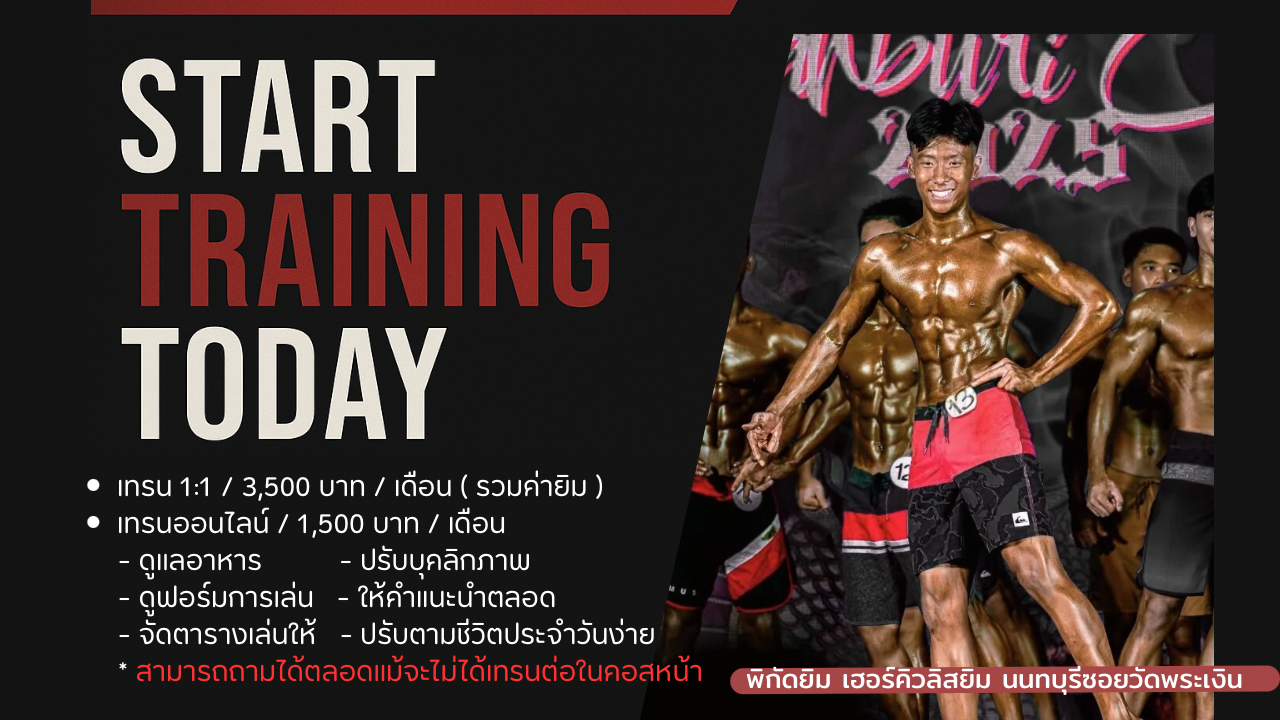 START
TRAINING
TODAY
• เทรน 1:1 / 3,500 บาท / เดือน ( รวมค่ายิม )
• เทรนออนไลน์ / 1,500 บาท / เดือน
- ดูแลอาหาร - ปรับบุคลิกภาพ
- ดูฟอร์มการเล่น - ให้คำแนะนำตลอด
- จัดตารางเล่นให้ - ปรับตามชีวิตประจำวันง่าย
* สามารถถามได้ตลอดแม้จะไม่ได้เทรนต่อในคอสหน้า
2025
13
12
พิกัดยิม เฮอร์คิวลิสยิม นนทบุรีซอยวัดพระเงิน